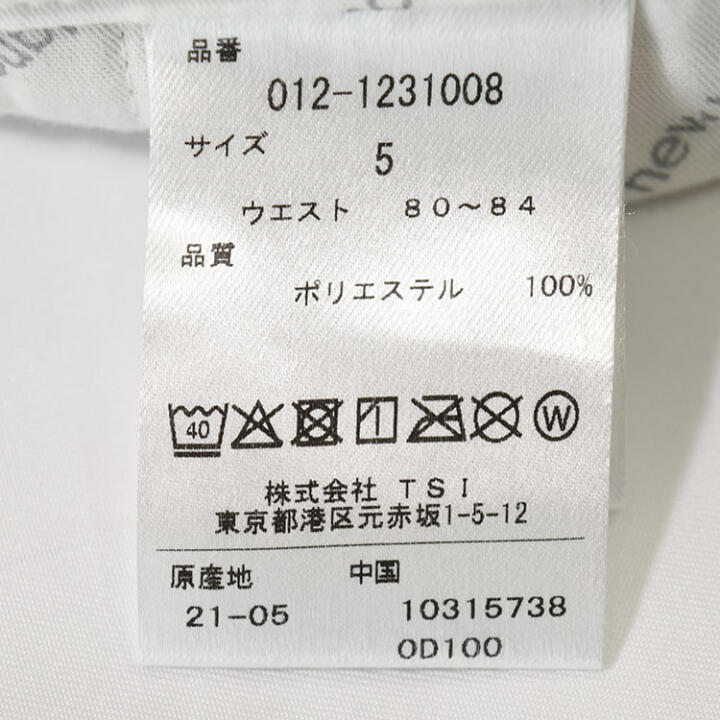 品番
012-1231008
サイズ 5
ウエスト 80~84
品質
ポリエステル 100%
40
W
株式会社 TSI
東京都港区元赤坂1-5-12
原産地 中国
21-05 10315738
0D100
new